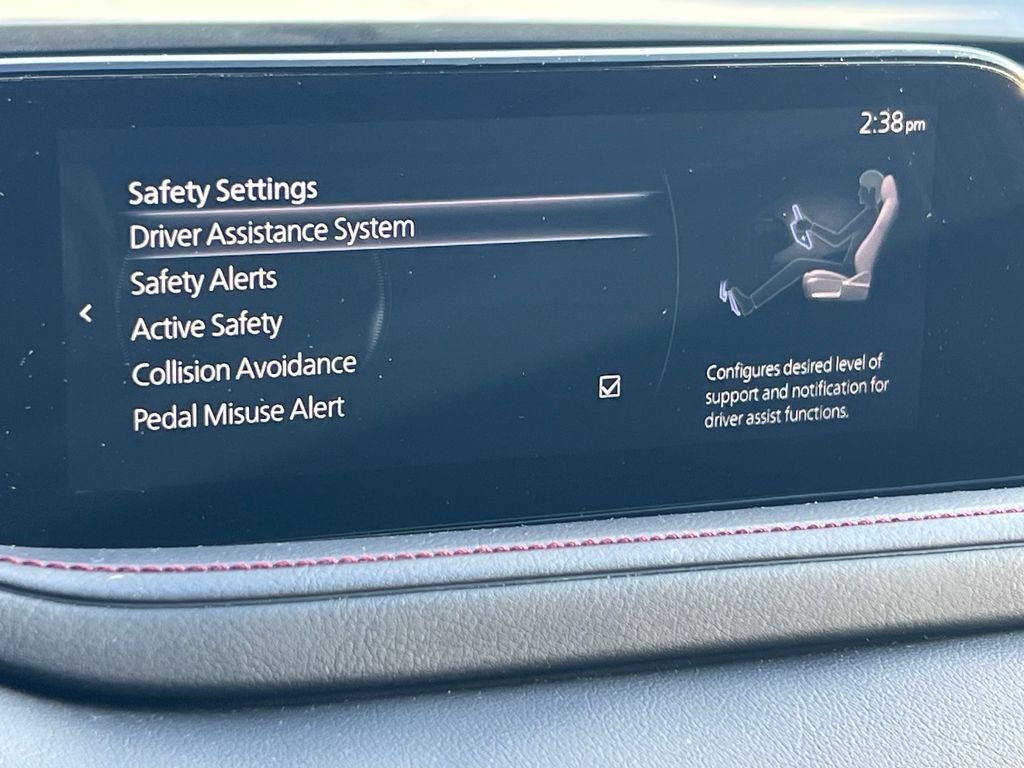 2:38pm
Safety Settings
Driver Assistance System
Safety Alerts
Active Safety
Collision Avoidance
Pedal Misuse Alert
Configures desired level of
support and notification for
driver assist functions.